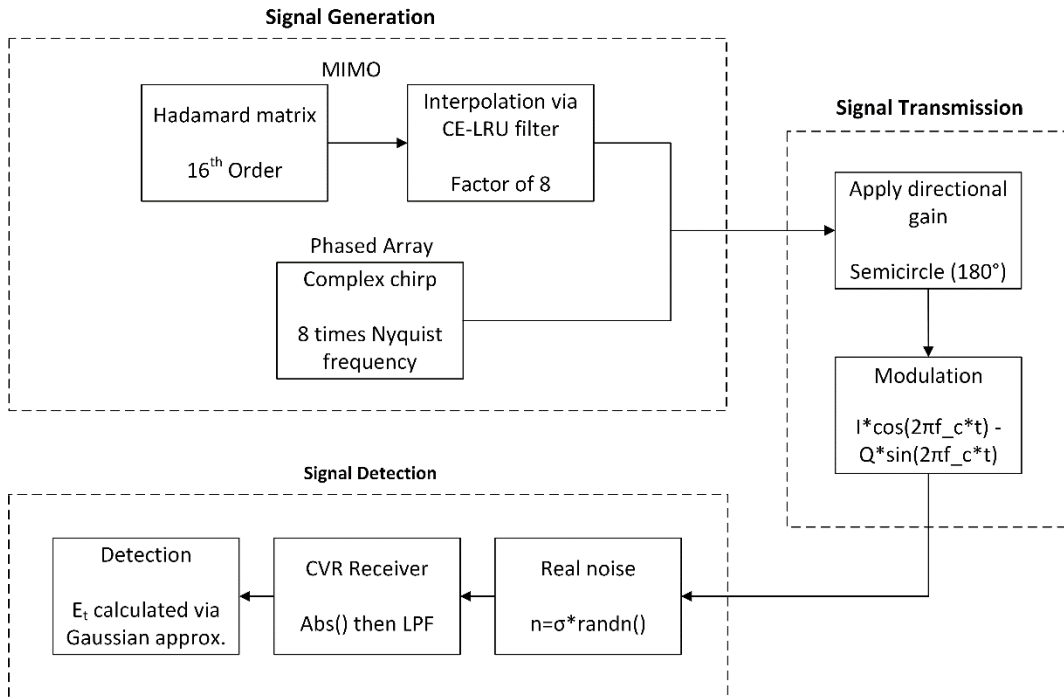 Signal Generation
MIMO
Hadamard matrix
16th Order
Interpolation via
CE-LRU filter
Factor of 8
Phased Array
Complex chirp
8 times Nyquist
frequency
Signal Transmission
Apply directional
gain
Semicircle (180°)
Modulation
I*cos(2πf_c*t) -
Q*sin(2πf_c*t)
Signal Detection
Detection
Et calculated via
Gaussian approx.
CVR Receiver
Abs() then LPF
Real noise
n=σ*randn()